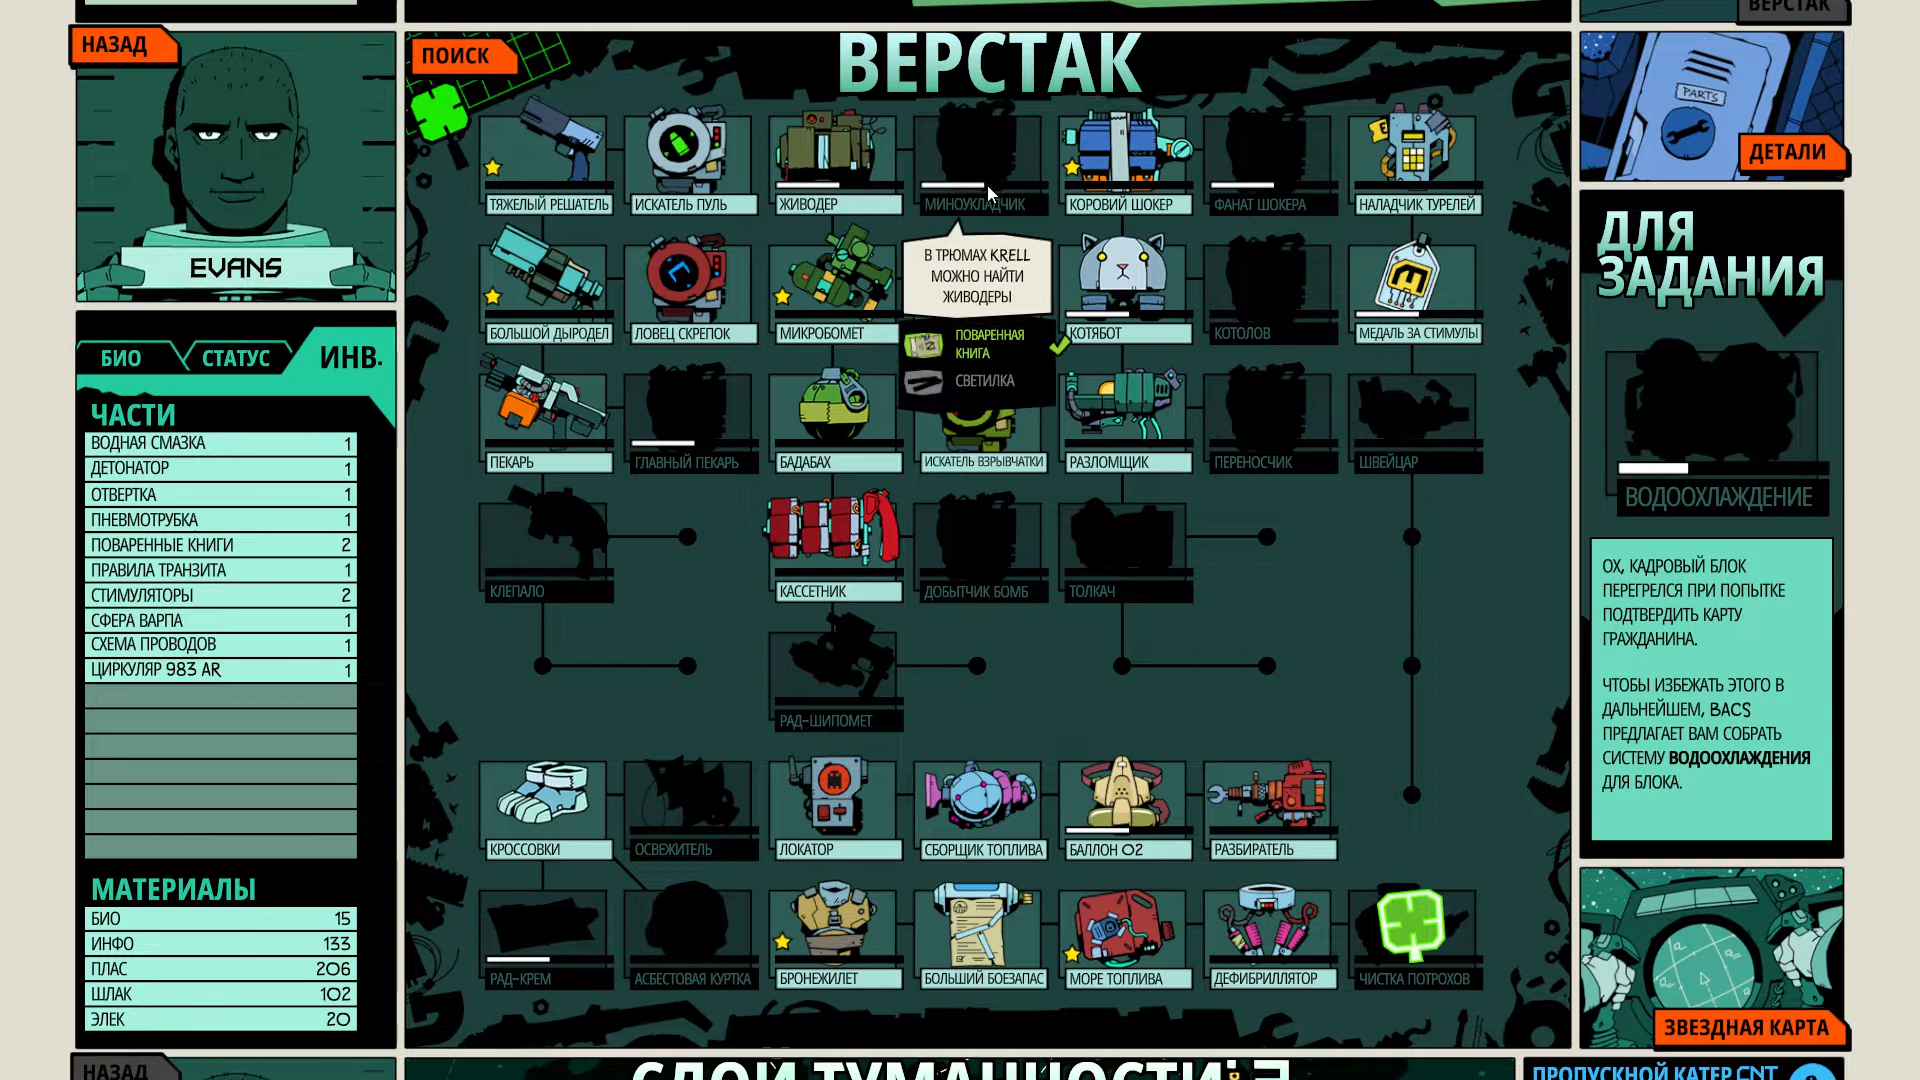 ВЕРСТАК
НАЗАД
ПОИСК
ВЕРСТАК
PARTS
ДЕТАЛИ
EVANS
ТЯЖЕЛЫЙ РЕШАТЕЛЬ
ИСКАТЕЛЬ ПУЛЬ
ЖИВОДЕР
МИНОУКЛАДЧИК
КОРОВИЙ ШОКЕР
ФАНАТ ШОКЕРА
НАЛАДЧИК ТУРЕЛЕЙ
В ТРЮМАХ KRELL
МОЖНО НАЙТИ
ЖИВОДЕРЫ
ПОВАРЕННАЯ
КНИГА
СВЕТИЛКА
БОЛЬШОЙ ДЫРОДЕЛ
ЛОВЕЦ СКРЕПОК
МИКРОБОМЕТ
КОТЯБОТ
КОТОЛОВ
МЕДАЛЬ ЗА СТИМУЛЫ
ПЕКАРЬ
ГЛАВНЫЙ ПЕКАРЬ
БАДАБАХ
ИСКАТЕЛЬ ВЗРЫВЧАТКИ
РАЗЛОМЩИК
ПЕРЕНОСЧИК
ШВЕЙЦАР
КЛЕПАЛО
КАССЕТНИК
ДОБЫТЧИК БОМБ
ТОЛКАЧ
РАД-ШИПОМЕТ
КРОССОВКИ
ОСВЕЖИТЕЛЬ
ЛОКАТОР
СБОРЩИК ТОПЛИВА
БАЛЛОН O2
РАЗБИРАТЕЛЬ
РАД-КРЕМ
АСБЕСТОВАЯ КУРТКА
БРОНЕЖИЛЕТ
БОЛЬШИЙ БОЕЗАПАС
МОРЕ ТОПЛИВА
ДЕФИБРИЛЛЯТОР
ЧИСТКА ПОТРОХОВ
БИО
СТАТУС
ИНВ.
ЧАСТИ
ВОДНАЯ СМАЗКА 1
ДЕТОНАТОР 1
ОТВЕРТКА 1
ПНЕВМОТРУБКА 1
ПОВАРЕННЫЕ КНИГИ 2
ПРАВИЛА ТРАНЗИТА 1
СТИМУЛЯТОРЫ 2
СФЕРА ВАРПА 1
СХЕМА ПРОВОДОВ 1
ЦИРКУЛЯР 983 AR 1
МАТЕРИАЛЫ
БИО 15
ИНФО 133
ПЛАС 206
ШЛАК 102
ЭЛЕК 20
ДЛЯ
ЗАДАНИЯ
ВОДООХЛАЖДЕНИЕ
ОХ, КАДРОВЫЙ БЛОК
ПЕРЕГРЕЛСЯ ПРИ ПОПЫТКЕ
ПОДТВЕРДИТЬ КАРТУ
ГРАЖДАНИНА.
ЧТОБЫ ИЗБЕЖАТЬ ЭТОГО В
ДАЛЬНЕЙШЕМ, BACS
ПРЕДЛАГАЕТ ВАМ СОБРАТЬ
СИСТЕМУ ВОДООХЛАЖДЕНИЯ
ДЛЯ БЛОКА.
ЗВЕЗДНАЯ КАРТА
НАЗАД
СЛОИ ТУМАННОСТИ:
ПРОПУСКНОЙ КАТЕР CNT